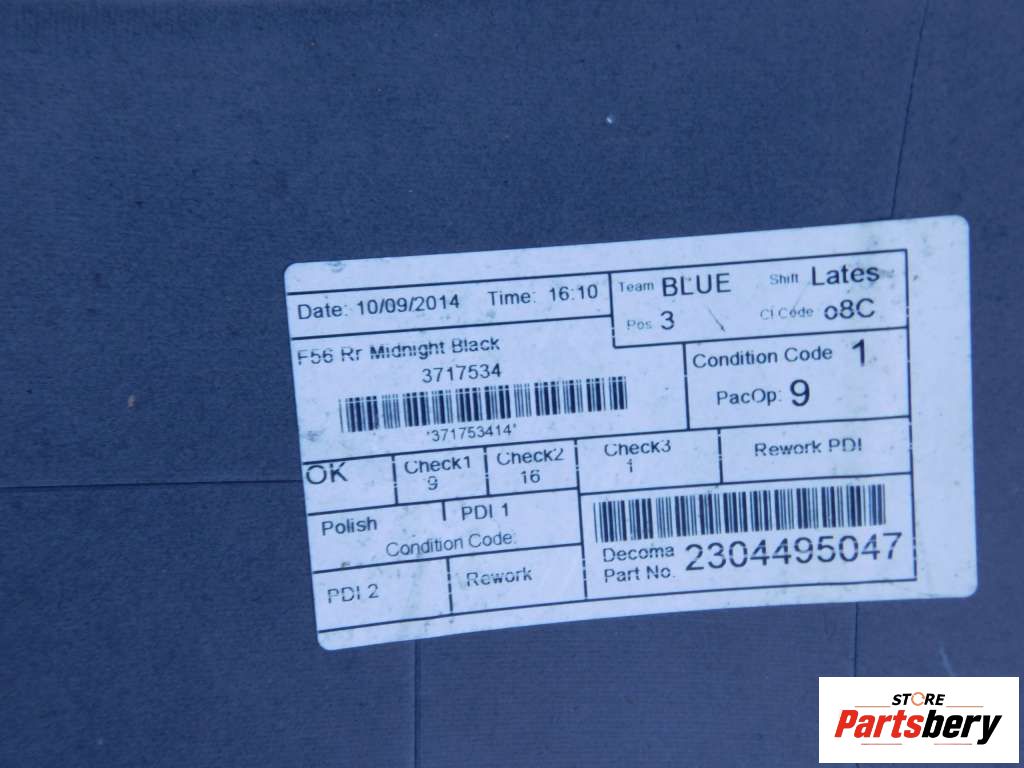 Date: 10/09/2014 Time: 16:10
Team BLUE Shift Lates
Pos 3 CI Code o8C
F56 Rr Midnight Black
3717534
*371753414*
Condition Code 1
PacOp: 9
OK
Check1
9
Check2
16
Check3
1
Rework PDI
Polish
PDI 1
Condition Code:
PDI 2
Rework
Decoma
Part No. 2304495047
STORE
Partsbery